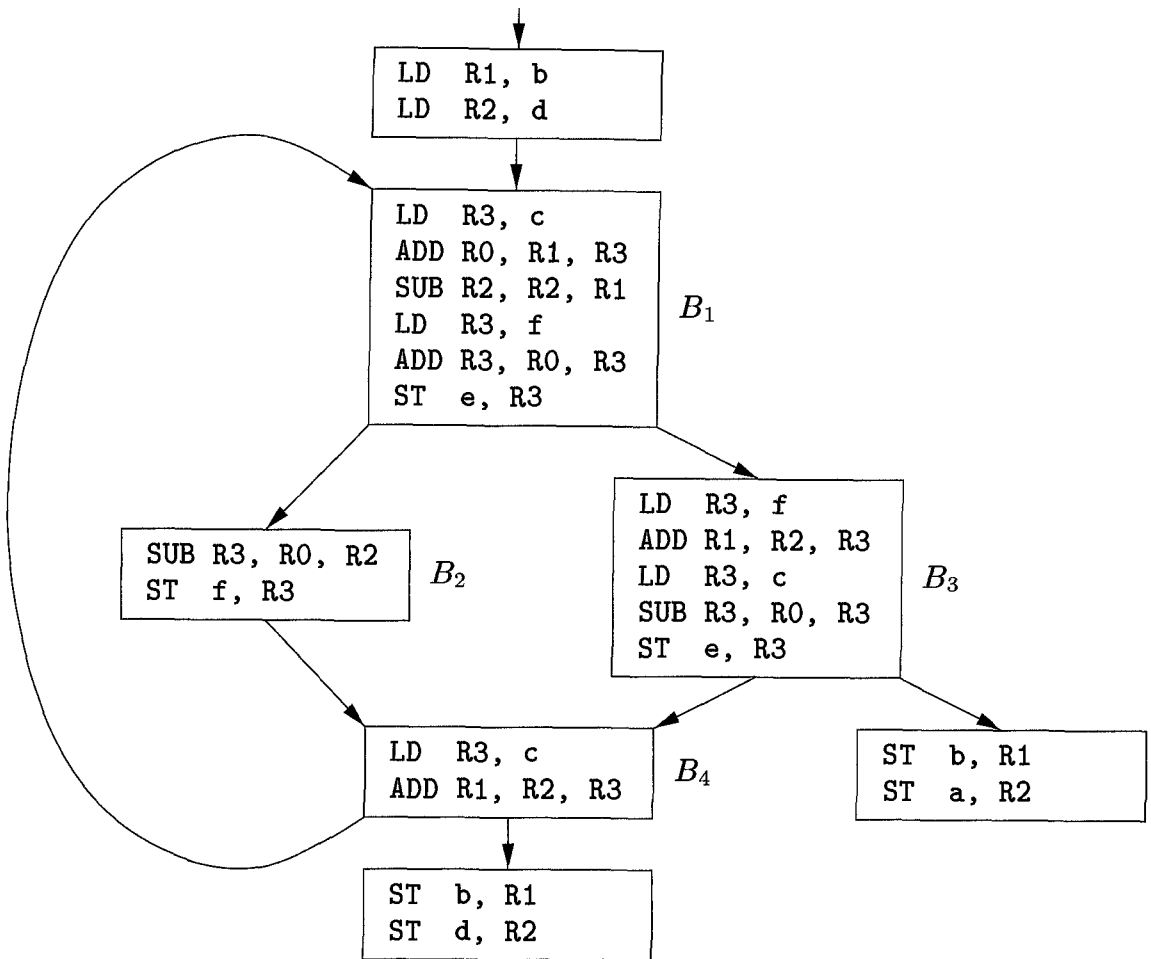 LD R1, b
LD R2, d
LD R3, c
ADD R0, R1, R3
SUB R2, R2, R1
LD R3, f
ADD R3, R0, R3
ST e, R3
B₁
SUB R3, R0, R2
ST f, R3
B₂
LD R3, f
ADD R1, R2, R3
LD R3, c
SUB R3, R0, R3
ST e, R3
B₃
LD R3, c
ADD R1, R2, R3
B₄
ST b, R1
ST a, R2
ST b, R1
ST d, R2